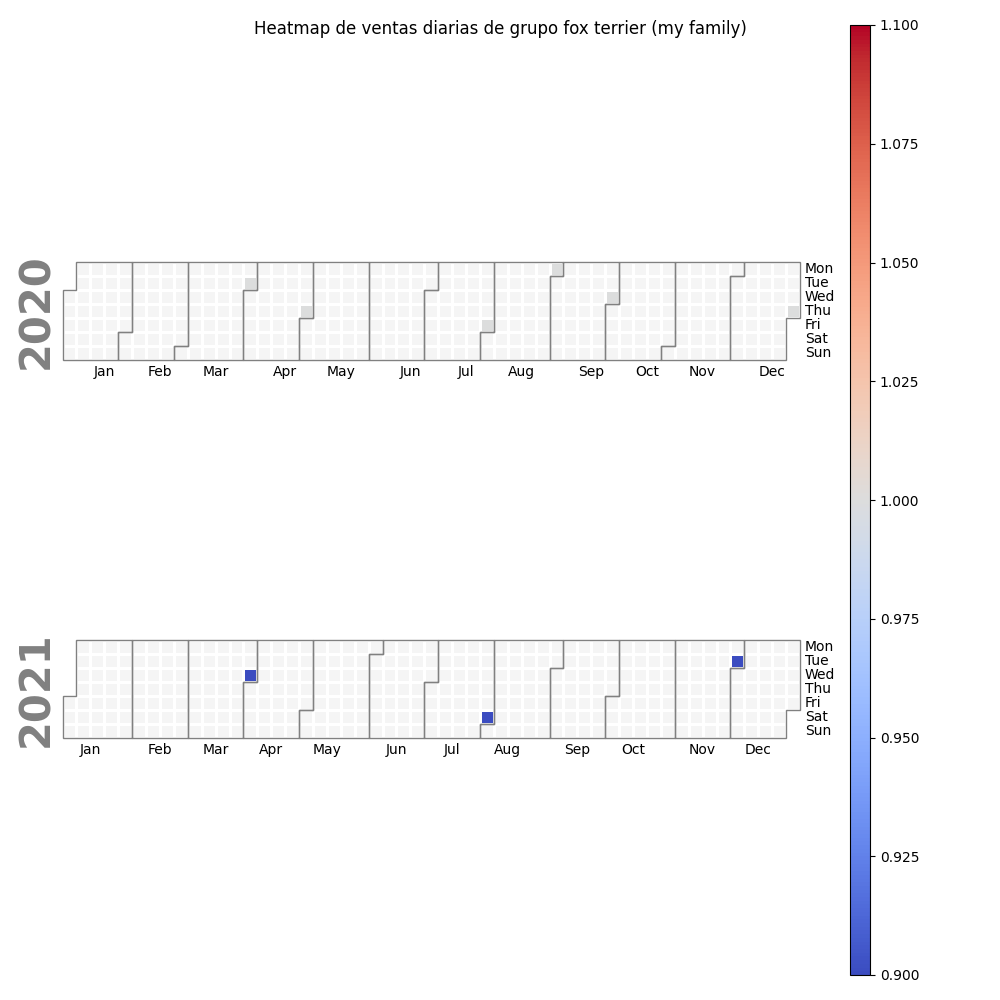 Heatmap de ventas diarias de grupo fox terrier (my family)
2020
Mon
Tue
Wed
Thu
Fri
Sat
Sun
Jan Feb Mar Apr May Jun Jul Aug Sep Oct Nov Dec
2021
Mon
Tue
Wed
Thu
Fri
Sat
Sun
Jan Feb Mar Apr May Jun Jul Aug Sep Oct Nov Dec
1.100
1.075
1.050
1.025
1.000
0.975
0.950
0.925
0.900